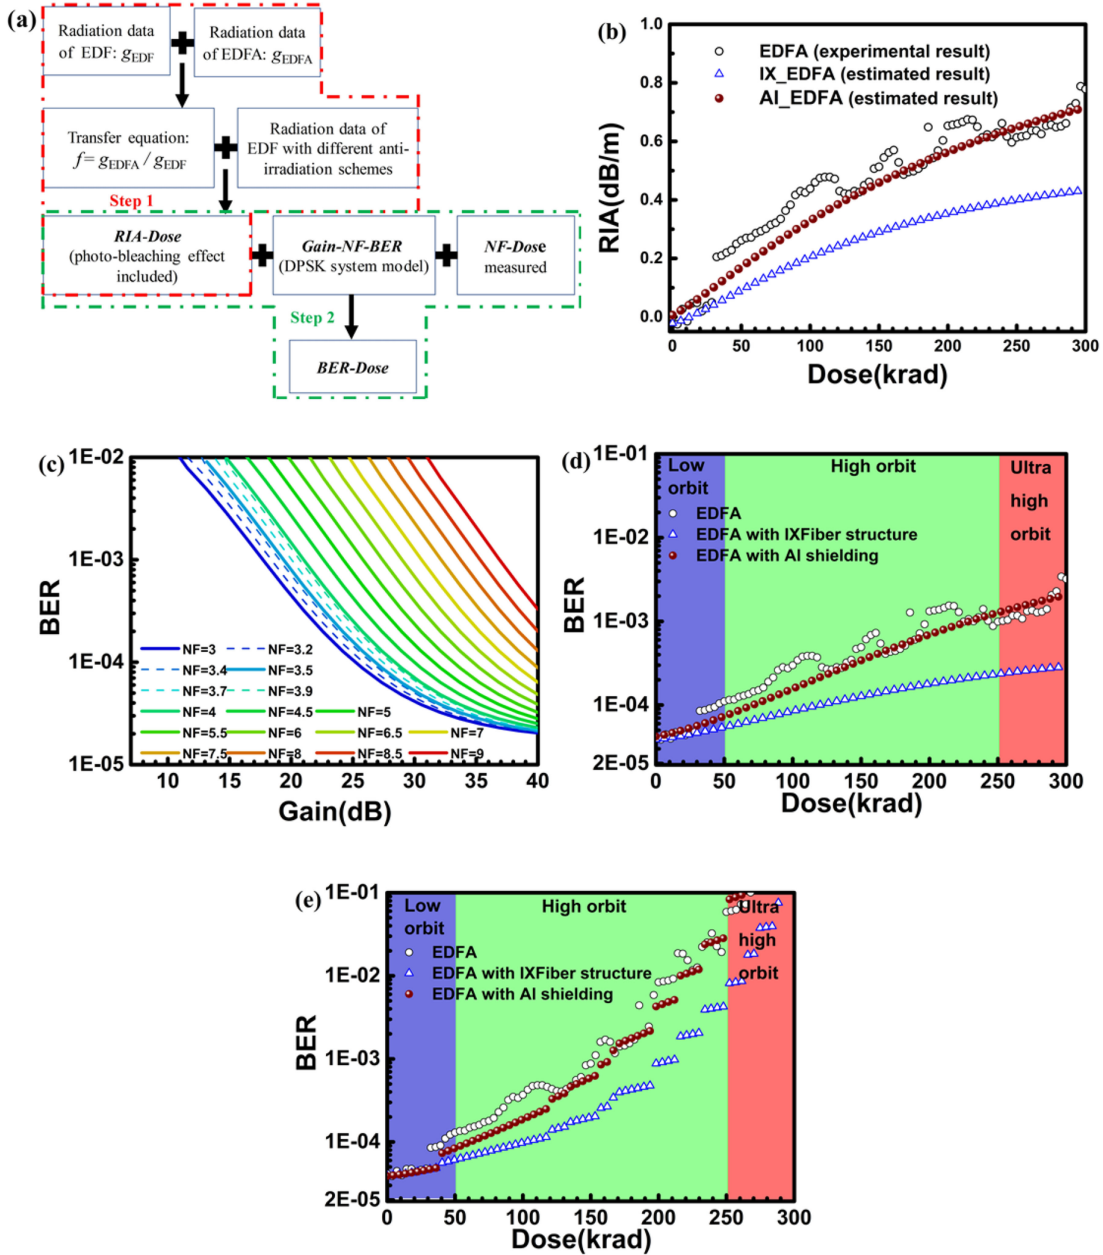 (a)
Radiation data
of EDF: gEDF
Radiation data
of EDFA: gEDFA
Transfer equation:
f= gEDFA / gEDF
Radiation data of
EDF with different anti-
irradiation schemes
Step 1
RIA-Dose
(photo-bleaching effect
included)
Gain-NF-BER
(DPSK system model)
NF-Dose
measured
Step 2
BER-Dose
(b)
1.0
0.8
0.6
0.4
0.2
0.0
RIA(dB/m)
EDFA (experimental result)
IX_EDFA (estimated result)
AI_EDFA (estimated result)
0 50 100 150 200 250 300
Dose(krad)
(c)
1E-02
1E-03
1E-04
1E-05
BER
NF=3 NF=3.2
NF=3.4 NF=3.5
NF=3.7 NF=3.9
NF=4 NF=4.5 NF=5
NF=5.5 NF=6 NF=6.5 NF=7
NF=7.5 NF=8 NF=8.5 NF=9
10 15 20 25 30 35 40
Gain(dB)
(d)
1E-01
1E-02
1E-03
1E-04
2E-05
BER
Low
orbit
High orbit
Ultra
high
orbit
EDFA
EDFA with IXFiber structure
EDFA with AI shielding
0 50 100 150 200 250 300
Dose(krad)
(e)
1E-01
1E-02
1E-03
1E-04
2E-05
BER
Low
orbit
High orbit
Ultra
high
orbit
EDFA
EDFA with IXFiber structure
EDFA with AI shielding
0 50 100 150 200 250 300
Dose(krad)